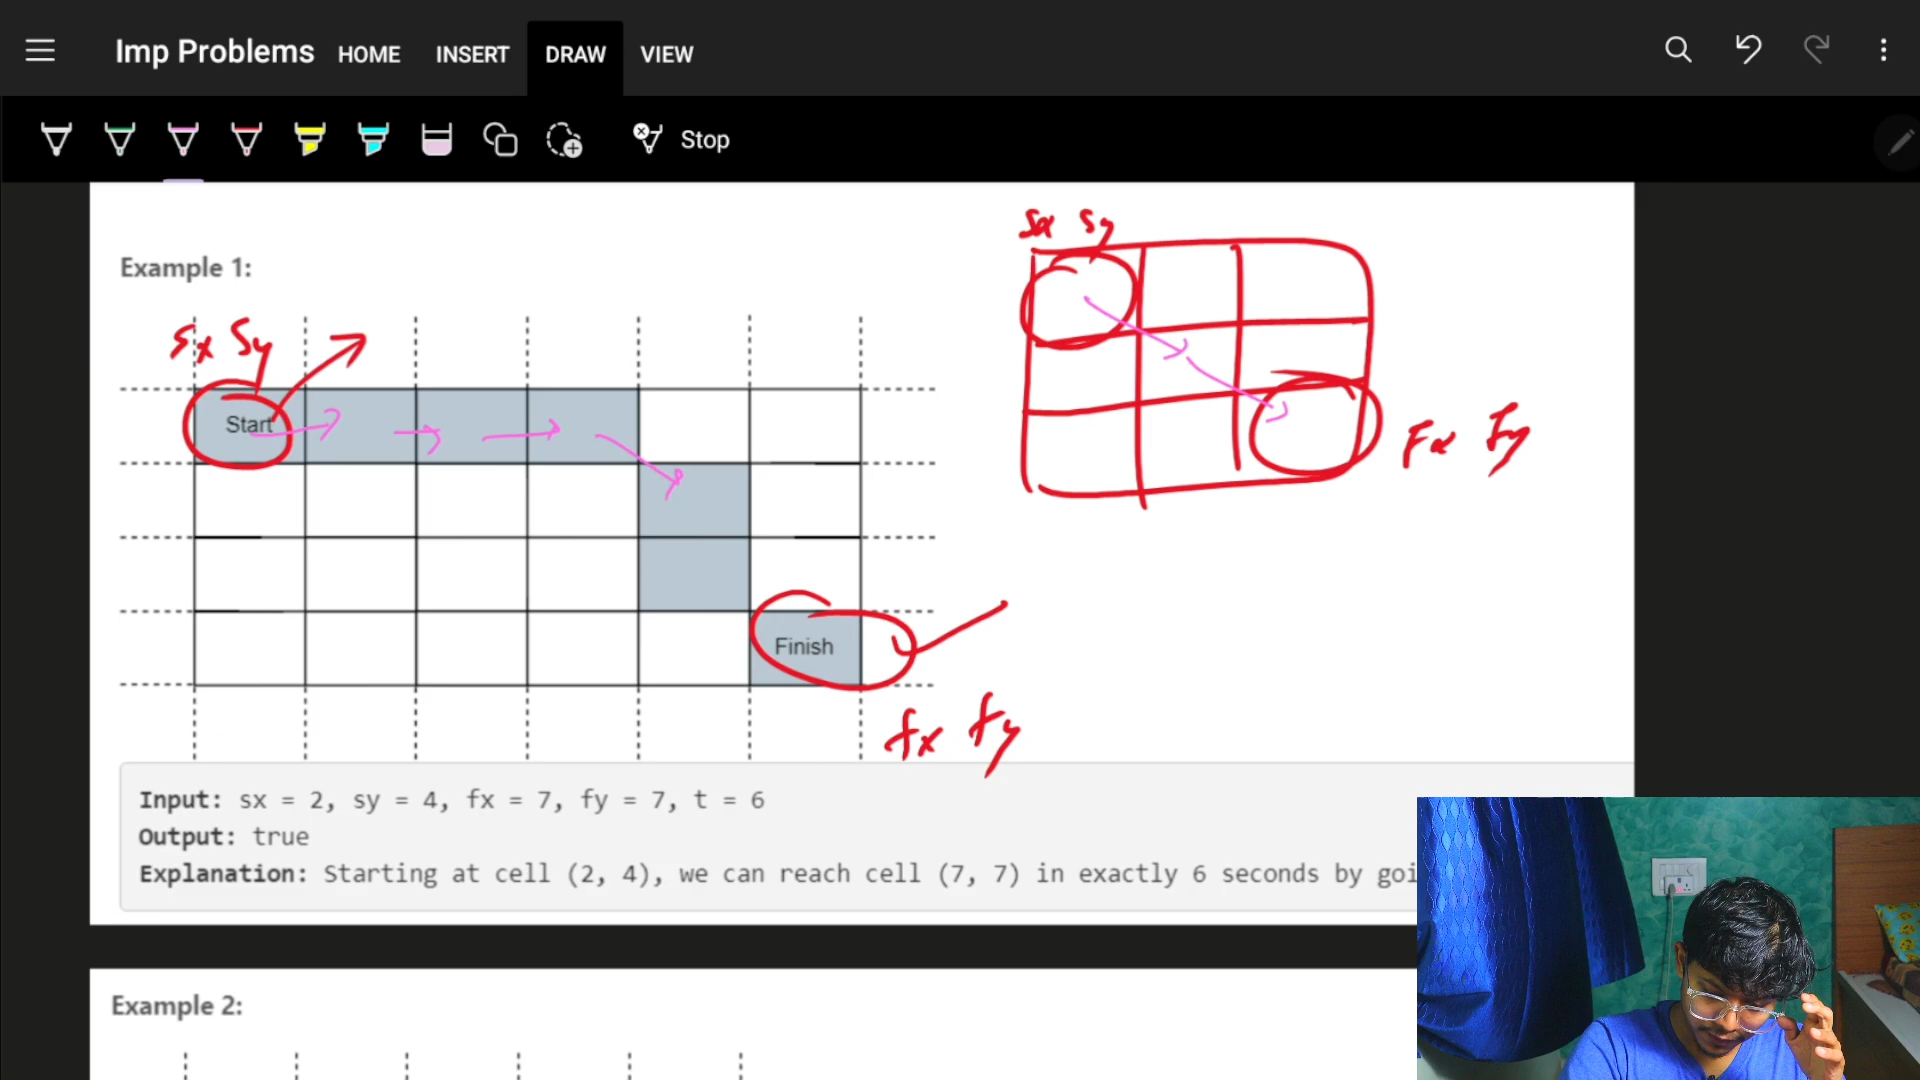 Imp Problems HOME INSERT DRAW VIEW
Stop
Example 1:
Sx Sy
Sx Sy
Start
Fx Fy
Finish
fx fy
Input: sx = 2, sy = 4, fx = 7, fy = 7, t = 6
Output: true
Explanation: Starting at cell (2, 4), we can reach cell (7, 7) in exactly 6 seconds by goi
Example 2: